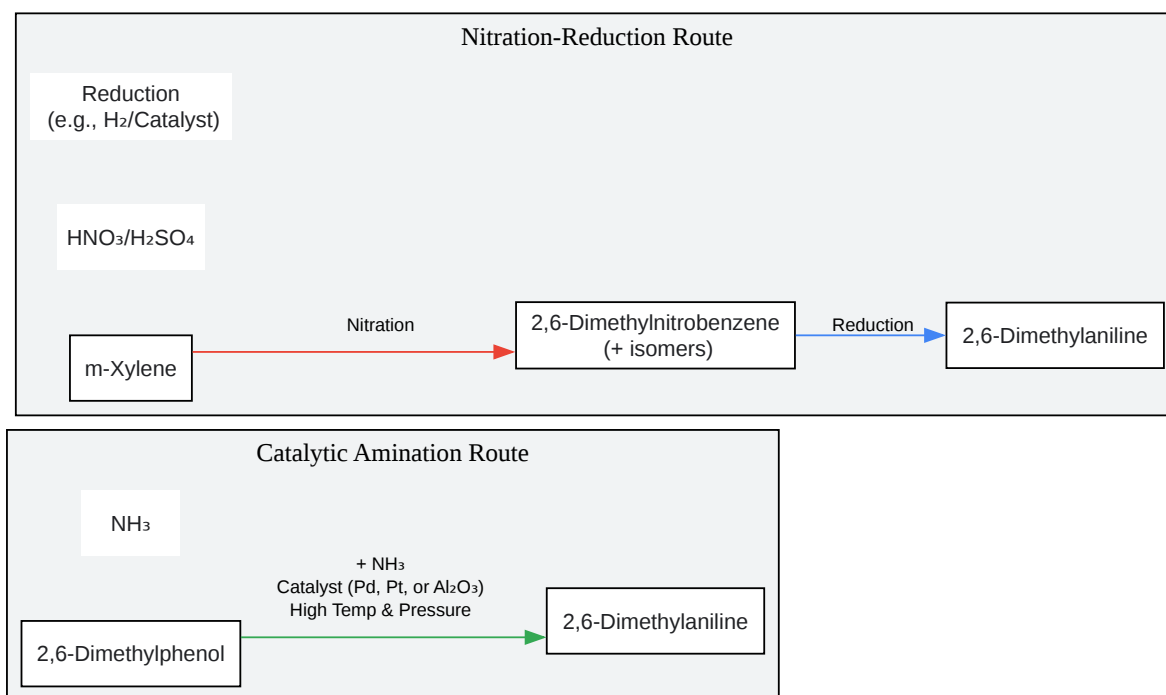 Nitration-Reduction Route
Reduction
(e.g., H₂/Catalyst)
HNO₃/H₂SO₄
m-Xylene
Nitration
2,6-Dimethylnitrobenzene
(+ isomers)
Reduction
2,6-Dimethylaniline
Catalytic Amination Route
NH₃
2,6-Dimethylphenol
+ NH₃
Catalyst (Pd, Pt, or Al₂O₃)
High Temp & Pressure
2,6-Dimethylaniline